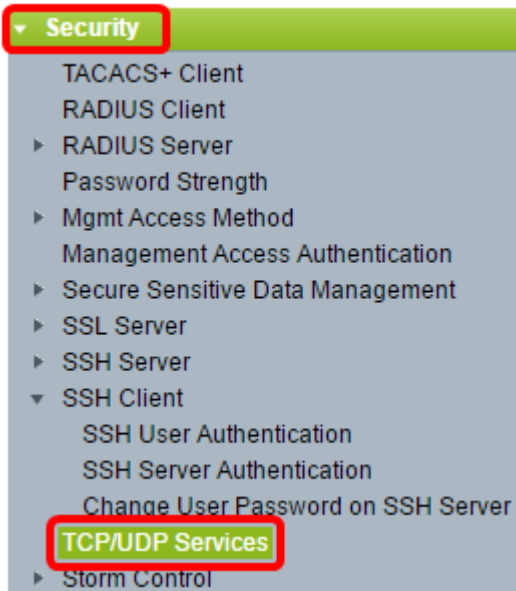 Security
TACACS+ Client
RADIUS Client
RADIUS Server
Password Strength
Mgmt Access Method
Management Access Authentication
Secure Sensitive Data Management
SSL Server
SSH Server
SSH Client
SSH User Authentication
SSH Server Authentication
Change User Password on SSH Server
TCP/UDP Services
Storm Control